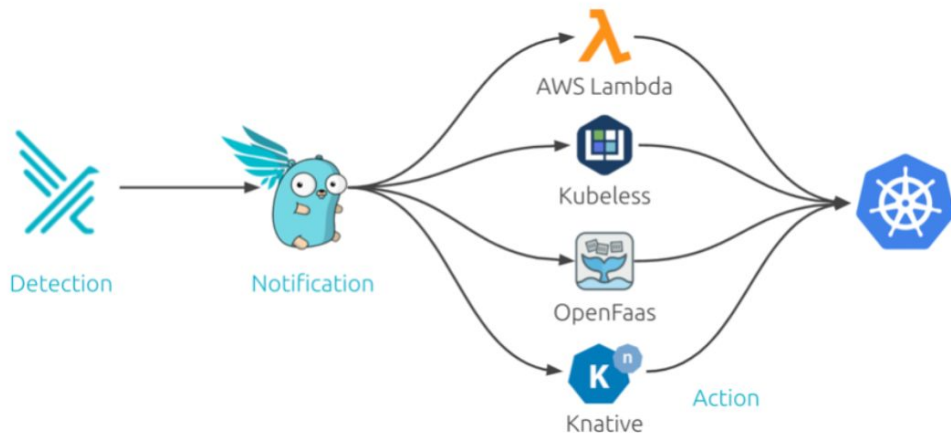 AWS Lambda
Kubeless
Detection
Notification
OpenFaas
n
K
Action
Knative